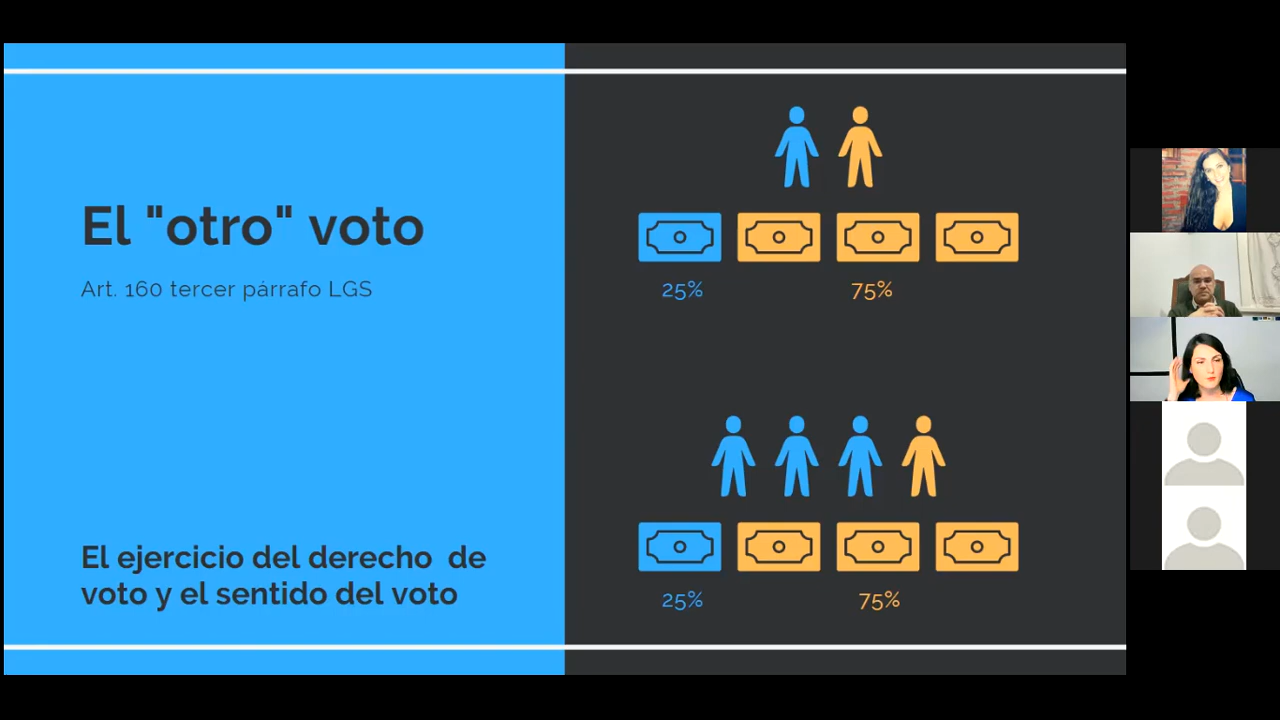 El "otro" voto
Art. 160 tercer párrafo LGS
El ejercicio del derecho de
voto y el sentido del voto
25%
75%
25%
75%